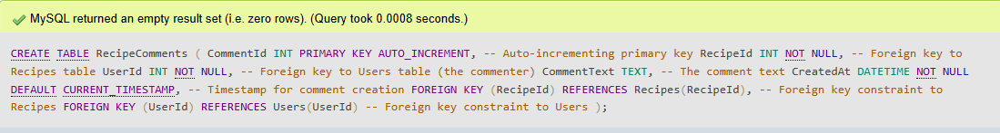 MySQL returned an empty result set (i.e. zero rows). (Query took 0.0008 seconds.)
CREATE TABLE RecipeComments ( CommentId INT PRIMARY KEY AUTO_INCREMENT, -- Auto-incrementing primary key RecipeId INT NOT NULL, -- Foreign key to
Recipes table UserId INT NOT NULL, -- Foreign key to Users table (the commenter) CommentText TEXT, -- The comment text CreatedAt DATETIME NOT NULL
DEFAULT CURRENT_TIMESTAMP, -- Timestamp for comment creation FOREIGN KEY (RecipeId) REFERENCES Recipes(RecipeId), -- Foreign key constraint to
Recipes FOREIGN KEY (UserId) REFERENCES Users(UserId) -- Foreign key constraint to Users );